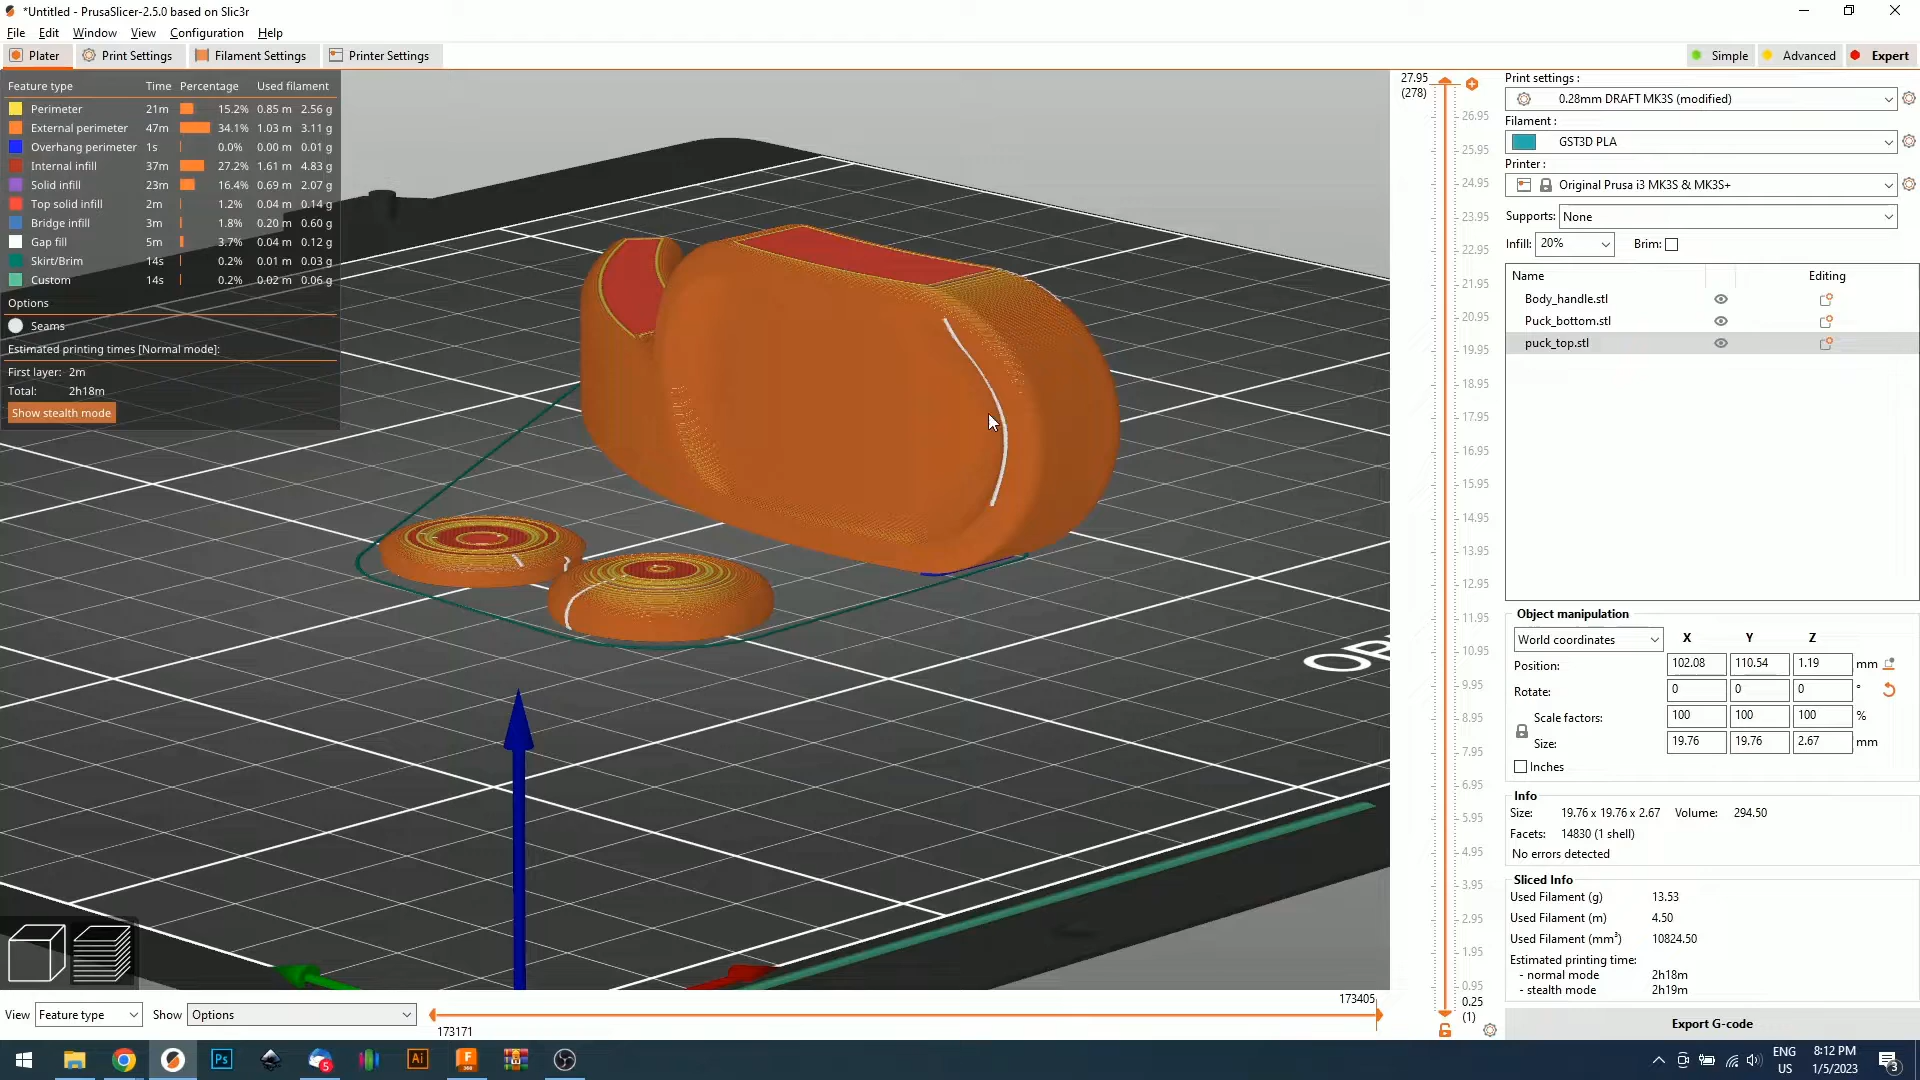 *Untitled - PrusaSlicer-2.5.0 based on Slic3r
File Edit Window View Configuration Help
Plater Print Settings Filament Settings Printer Settings Simple Advanced Expert
Feature type Time Percentage Used filament
Perimeter 21m 15.2% 0.85 m 2.56 g
External perimeter 47m 34.1% 1.03 m 3.11 g
Overhang perimeter 1s 0.0% 0.00 m 0.01 g
Internal infill 37m 27.2% 1.61 m 4.83 g
Solid infill 23m 16.4% 0.69 m 2.07 g
Top solid infill 2m 1.2% 0.04 m 0.14 g
Bridge infill 3m 1.8% 0.20 m 0.60 g
Gap fill 5m 3.7% 0.04 m 0.12 g
Skirt/Brim 14s 0.2% 0.01 m 0.03 g
Custom 14s 0.2% 0.02 m 0.06 g
Options
Seams
Estimated printing times [Normal mode]:
First layer: 2m
Total: 2h18m
Show stealth mode
27.95
(278)
26.95
25.95
24.95
23.95
22.95
21.95
20.95
19.95
18.95
17.95
16.95
15.95
14.95
13.95
12.95
11.95
10.95
9.95
8.95
7.95
6.95
5.95
4.95
3.95
2.95
1.95
0.95
0.25
(1)
Print settings :
0.28mm DRAFT MK3S (modified)
Filament :
GST3D PLA
Printer :
Original Prusa i3 MK3S & MK3S+
Supports: None
Infill: 20% Brim:
Name Editing
Body_handle.stl
Puck_bottom.stl
puck_top.stl
Object manipulation
World coordinates X Y Z
Position: 102.08 110.54 1.19 mm
Rotate: 0 0 0 °
Scale factors: 100 100 100 %
Size: 19.76 19.76 2.67 mm
Inches
Info
Size: 19.76 x 19.76 x 2.67 Volume: 294.50
Facets: 14830 (1 shell)
No errors detected
Sliced Info
Used Filament (g) 13.53
Used Filament (m) 4.50
Used Filament (mm³) 10824.50
Estimated printing time:
- normal mode 2h18m
- stealth mode 2h19m
Export G-code
View Feature type Show Options
173405
173171
Ps
5
Ai
F
360
ENG
US
8:12 PM
1/5/2023
3